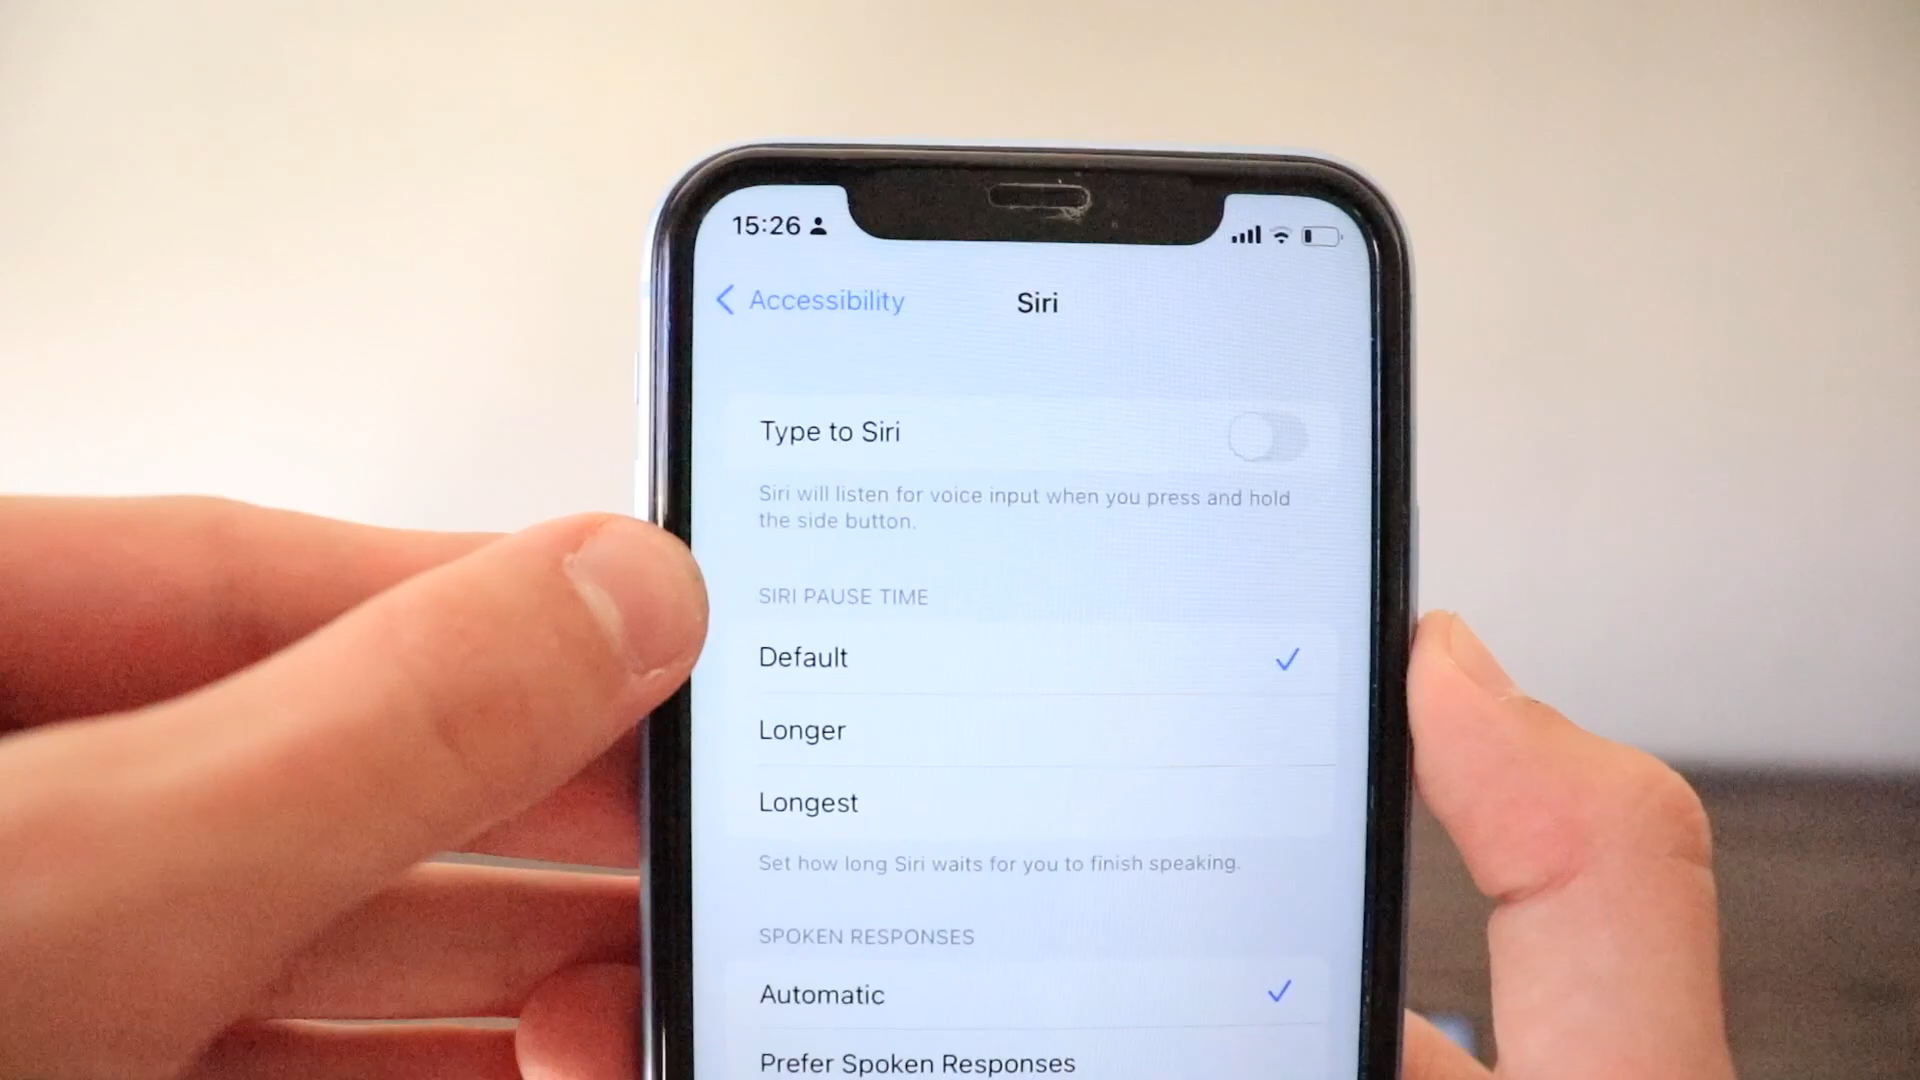 15:26
Accessibility
Siri
Type to Siri
Siri will listen for voice input when you press and hold
the side button.
SIRI PAUSE TIME
Default
Longer
Longest
Set how long Siri waits for you to finish speaking.
SPOKEN RESPONSES
Automatic
Prefer Spoken Responses